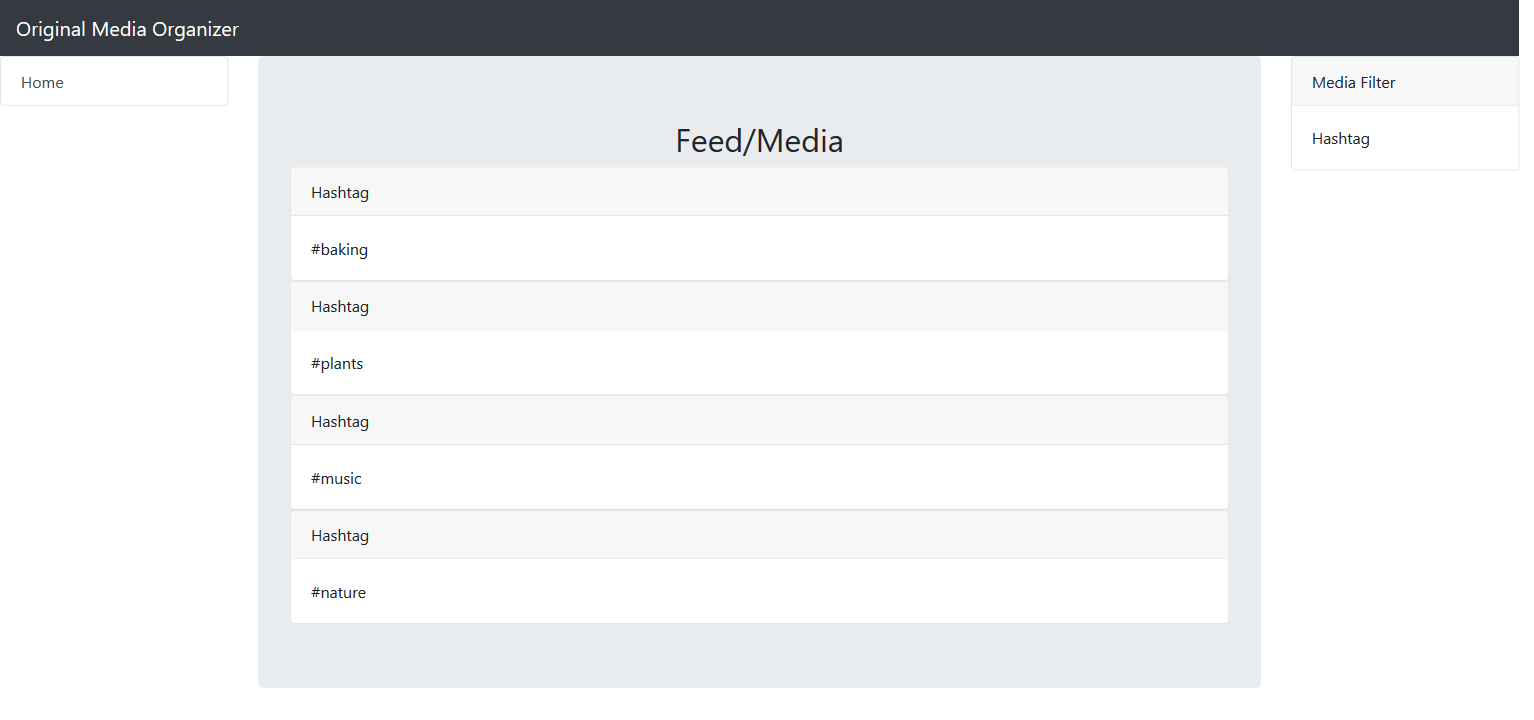 Original Media Organizer
Home
Feed/Media
Hashtag
#baking
Hashtag
#plants
Hashtag
#music
Hashtag
#nature
Media Filter
Hashtag